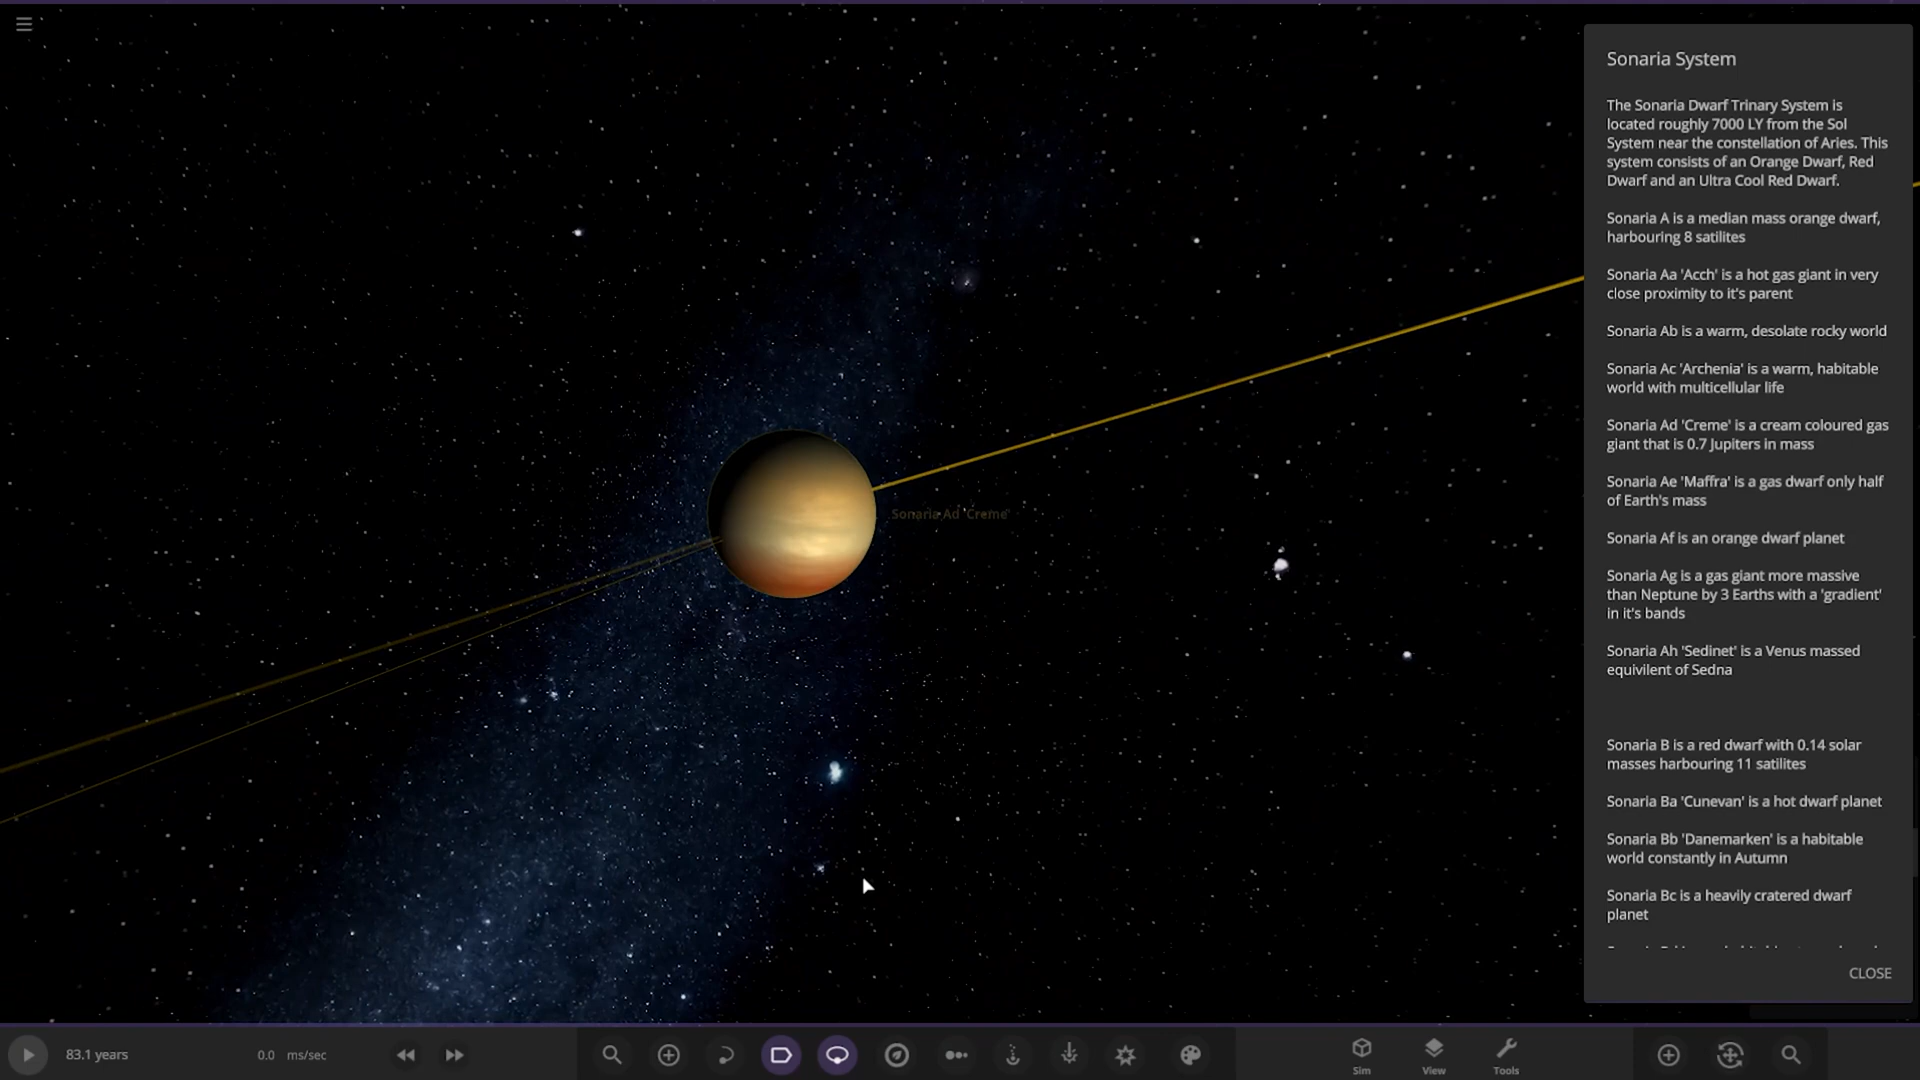 Sonaria System
The Sonaria Dwarf Trinary System is
located roughly 7000 LY from the Sol
System near the constellation of Aries. This
system consists of an Orange Dwarf, Red
Dwarf and an Ultra Cool Red Dwarf.
Sonaria A is a median mass orange dwarf,
harbouring 8 satilites
Sonaria Aa 'Acch' is a hot gas giant in very
close proximity to it's parent
Sonaria Ab is a warm, desolate rocky world
Sonaria Ac 'Archenia' is a warm, habitable
world with multicellular life
Sonaria Ad 'Creme' is a cream coloured gas
giant that is 0.7 Jupiters in mass
Sonaria Ae 'Maffra' is a gas dwarf only half
of Earth's mass
Sonaria Af is an orange dwarf planet
Sonaria Ag is a gas giant more massive
than Neptune by 3 Earths with a 'gradient'
in it's bands
Sonaria Ah 'Sedinet' is a Venus massed
equivilent of Sedna
Sonaria B is a red dwarf with 0.14 solar
masses harbouring 11 satilites
Sonaria Ba 'Cunevan' is a hot dwarf planet
Sonaria Bb 'Danemarken' is a habitable
world constantly in Autumn
Sonaria Bc is a heavily cratered dwarf
planet
CLOSE
Sonaria Ad 'Creme'
83.1 years
0.0 ms/sec
Sim
View
Tools